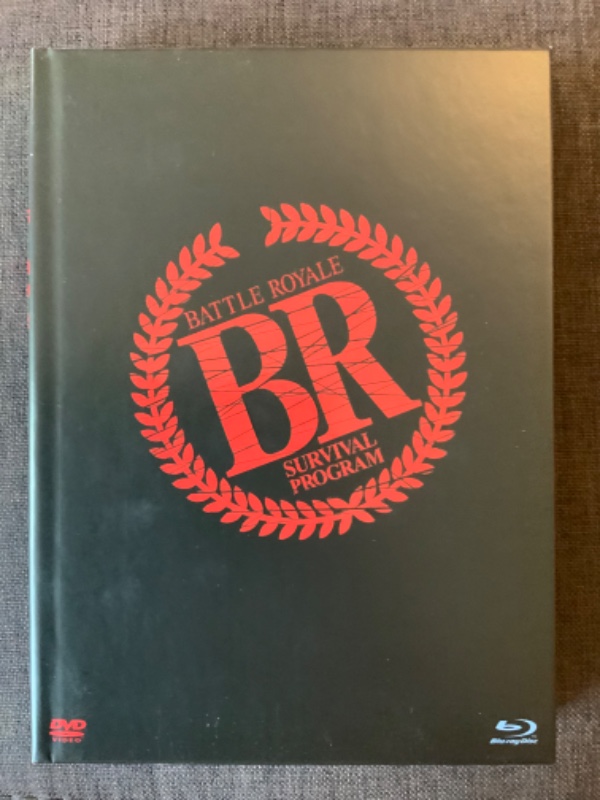 BATTLE ROYALE
BR
SURVIVAL
PROGRAM
DVD
VIDEO
Blu-ray Disc